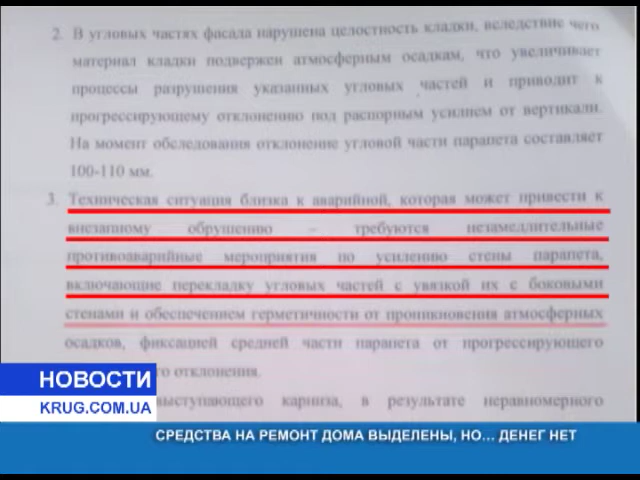 2. В угловых частях фасада нарушена целостность кладки, вследствие чего
материал кладки подвержен атмосферным осадкам, что увеличивает
процессы разрушения указанных угловых частей и приводит к
прогрессирующему отклонению под распорным усилием от вертикали.
На момент обследования отклонение угловой части парапета составляет
100-110 мм.
3. Техническая ситуация близка к аварийной, которая может привести к
внезапному обрушению – требуются незамедлительные
противоаварийные мероприятия по усилению стены парапета,
включающие перекладку угловых частей с увязкой их с боковыми
стенами и обеспечением герметичности от проникновения атмосферных
осадков, фиксацией средней части парапета от прогрессирующего
отклонения.
выступающего карниза, в результате неравномерного
НОВОСТИ
KRUG.COM.UA
СРЕДСТВА НА РЕМОНТ ДОМА ВЫДЕЛЕНЫ, НО... ДЕНЕГ НЕТ